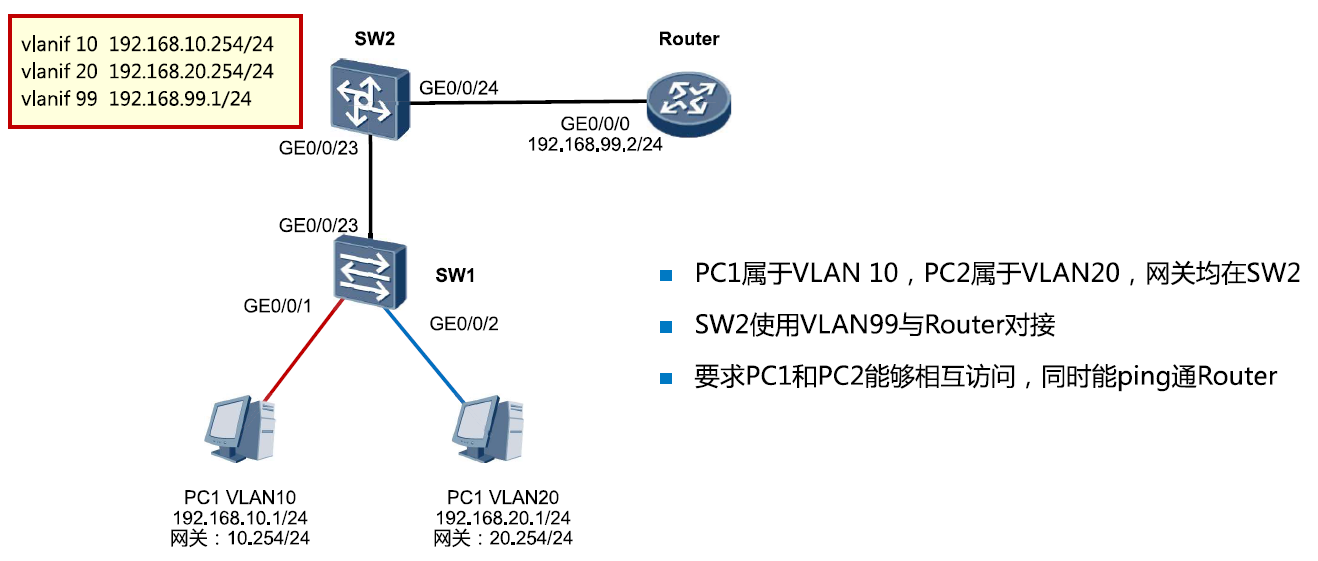 vlanif 10 192.168.10.254/24
vlanif 20 192.168.20.254/24
vlanif 99 192.168.99.1/24
SW2
Router
GE0/0/24
GE0/0/0
192.168.99.2/24
GE0/0/23
GE0/0/23
SW1
GE0/0/1
GE0/0/2
PC1 VLAN10
192.168.10.1/24
网关：10.254/24
PC1 VLAN20
192.168.20.1/24
网关：20.254/24
PC1属于VLAN 10，PC2属于VLAN20，网关均在SW2
SW2使用VLAN99与Router对接
要求PC1和PC2能够相互访问，同时能ping通Router